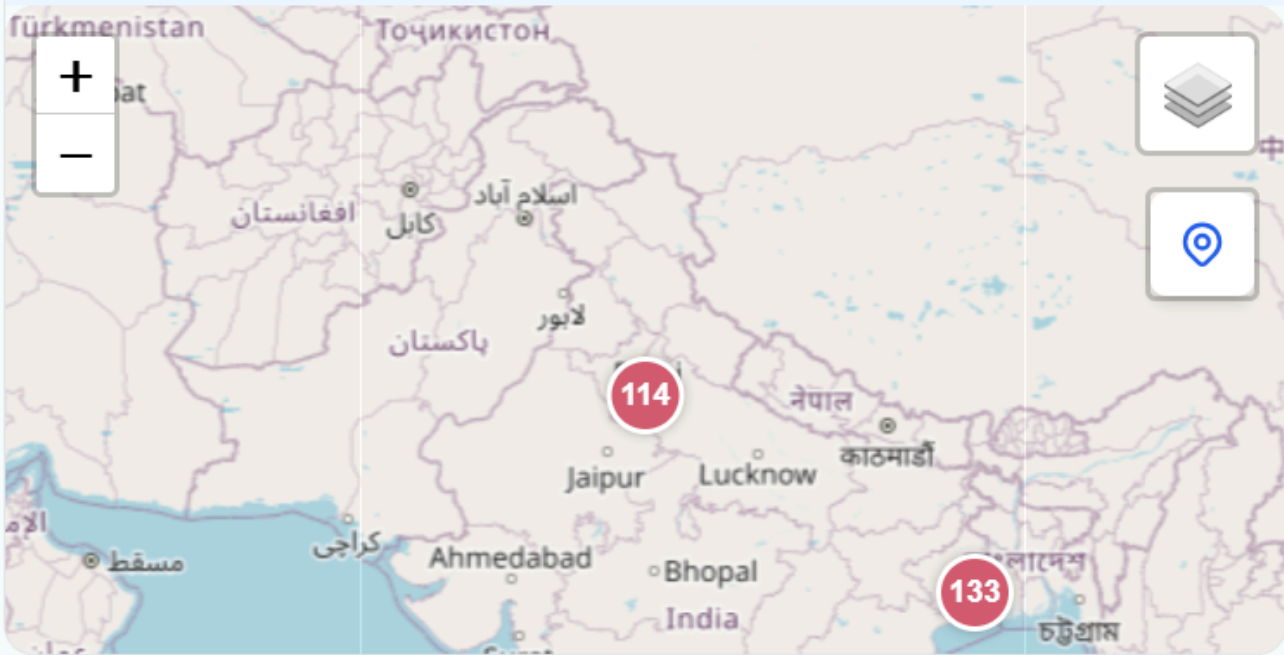 Türkmenistan
Тоҷикистон
+
−
中
اسلام آباد
افغانستان
کابل
لاہور
پاکستان
114
नेपाल
काठमाडौँ
Jaipur
Lucknow
کراچی
مسقط
Ahmedabad
Bhopal
133
India
চট্টগ্রাম